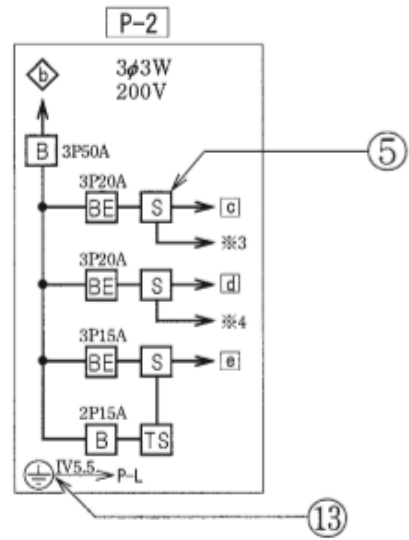 P-2
b
3φ3W
200V
B 3P50A
⑤
3P20A
BE S c
※3
3P20A
BE S d
※4
3P15A
BE S e
2P15A
B TS
IV5.5 P-L
⑬